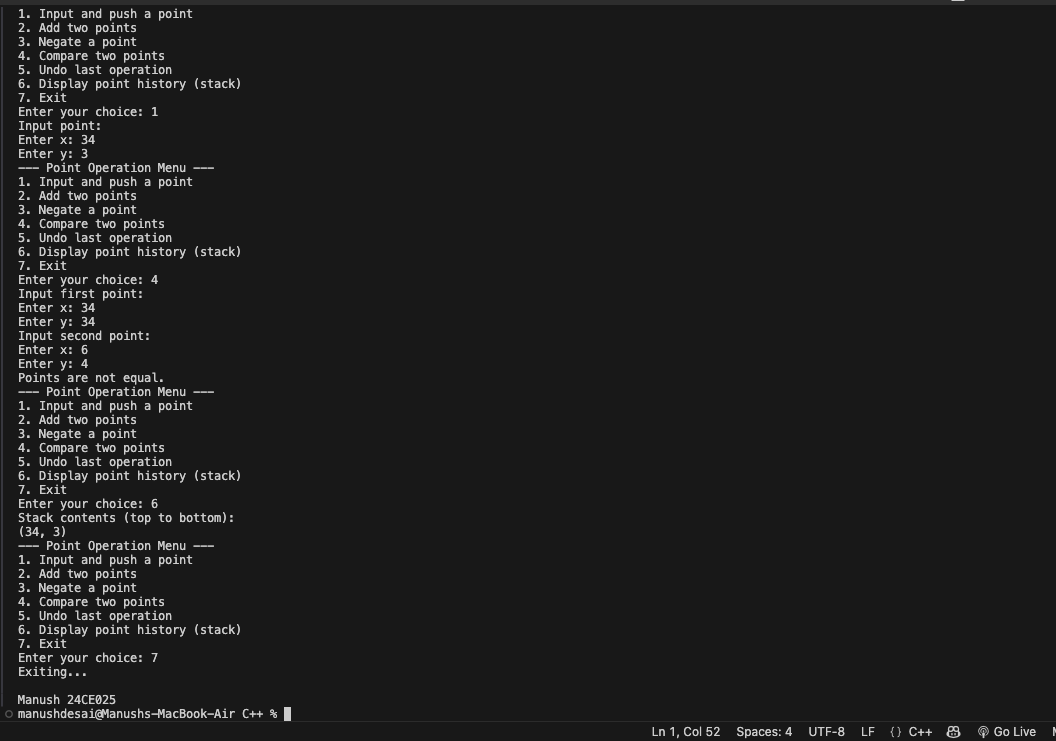 1. Input and push a point
2. Add two points
3. Negate a point
4. Compare two points
5. Undo last operation
6. Display point history (stack)
7. Exit
Enter your choice: 1
Input point:
Enter x: 34
Enter y: 3
--- Point Operation Menu ---
1. Input and push a point
2. Add two points
3. Negate a point
4. Compare two points
5. Undo last operation
6. Display point history (stack)
7. Exit
Enter your choice: 4
Input first point:
Enter x: 34
Enter y: 34
Input second point:
Enter x: 6
Enter y: 4
Points are not equal.
--- Point Operation Menu ---
1. Input and push a point
2. Add two points
3. Negate a point
4. Compare two points
5. Undo last operation
6. Display point history (stack)
7. Exit
Enter your choice: 6
Stack contents (top to bottom):
(34, 3)
--- Point Operation Menu ---
1. Input and push a point
2. Add two points
3. Negate a point
4. Compare two points
5. Undo last operation
6. Display point history (stack)
7. Exit
Enter your choice: 7
Exiting...
Manush 24CE025
manushdesai@Manushs-MacBook-Air C++ %
Ln 1, Col 52 Spaces: 4 UTF-8 LF {} C++ Go Live